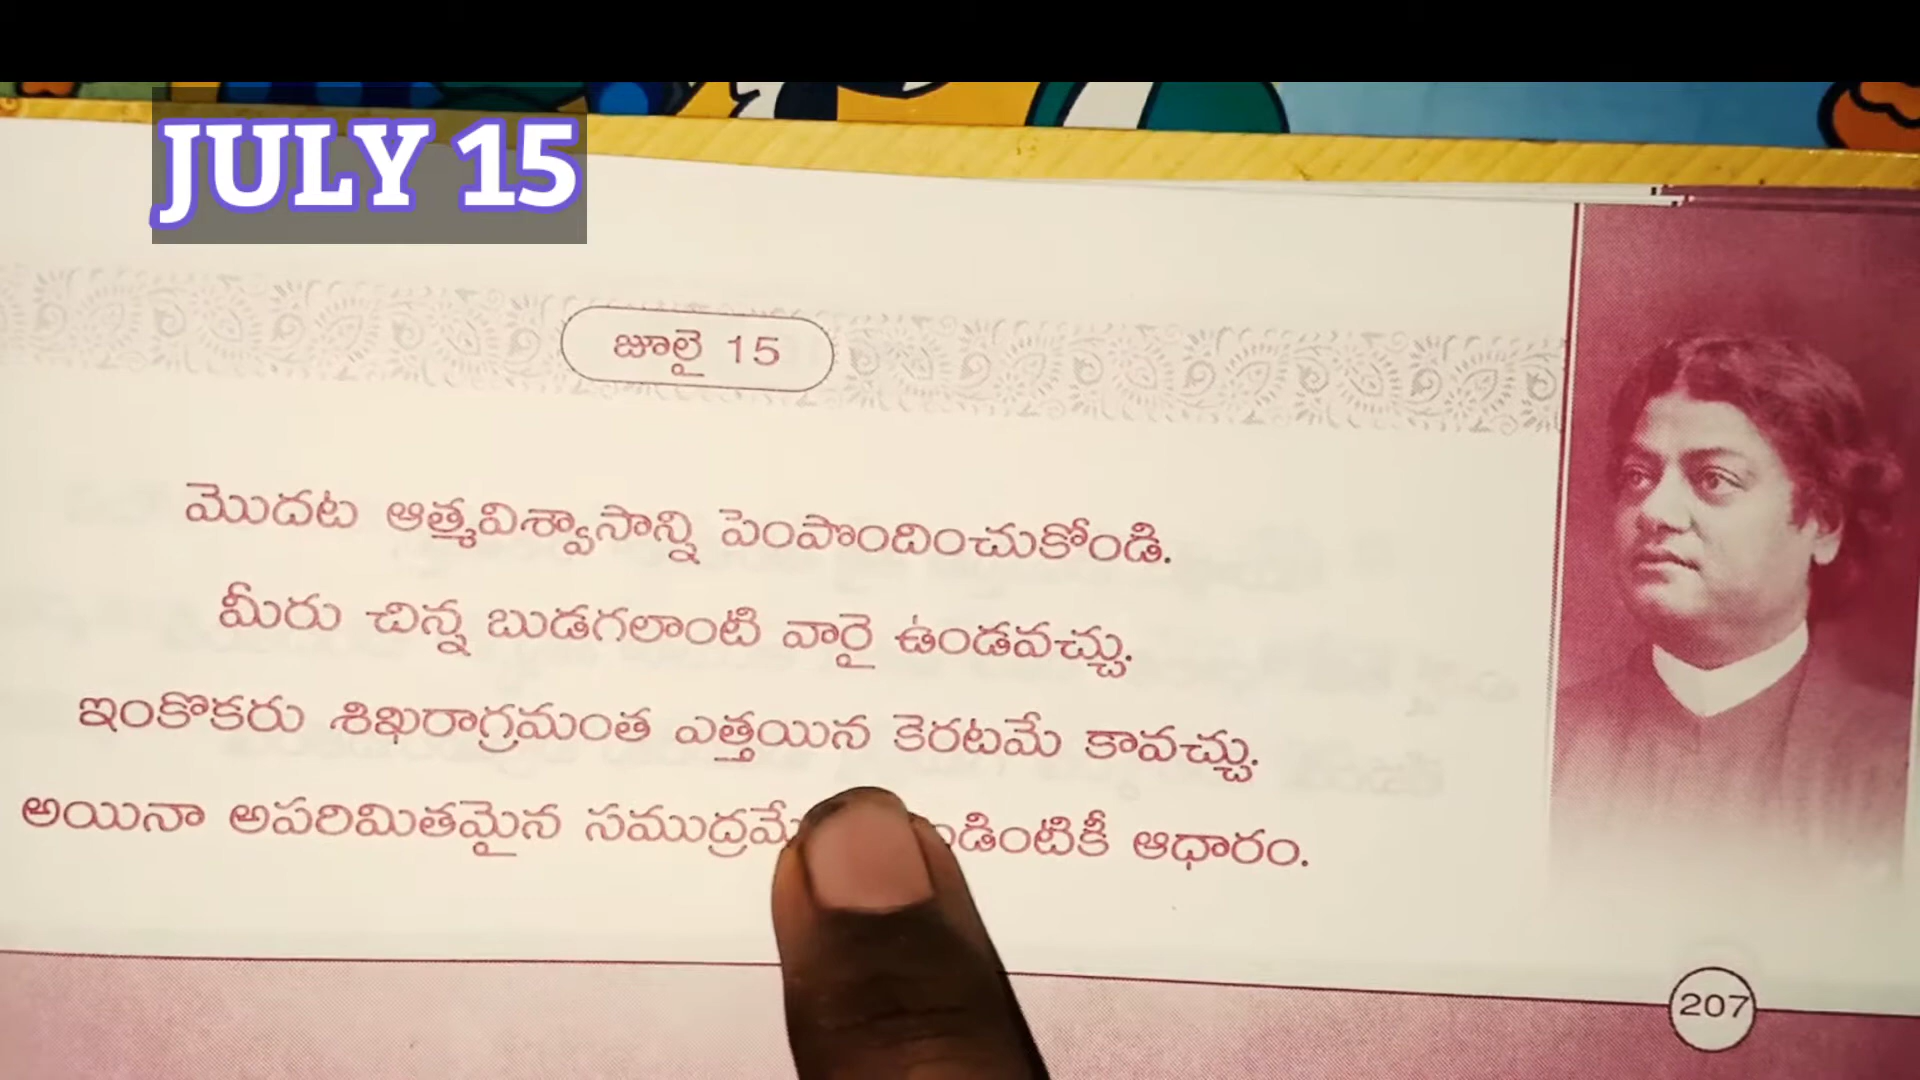 JULY 15
జూలై 15
మొదట ఆత్మవిశ్వాసాన్ని పెంపొందించుకోండి.
మీరు చిన్న బుడగలాంటి వారై ఉండవచ్చు.
ఇంకొకరు శిఖరాగ్రమంత ఎత్తయిన కెరటమే కావచ్చు.
అయినా అపరిమితమైన సముద్రమే ఆధారం.
207